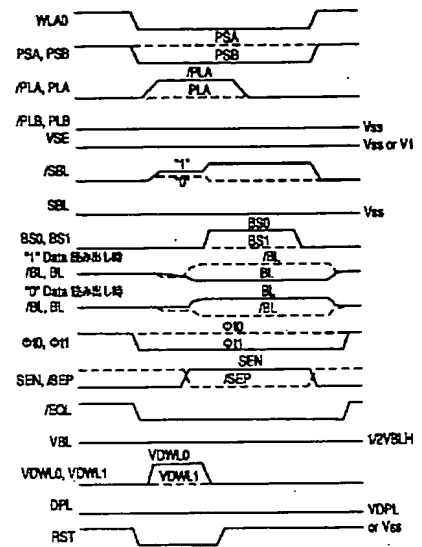 WLA0
PSA
PSA, PSB
PSB
/PLA
/PLA, PLA
PLA
/PLB, PLB
Vss
VSE
Vss or V1
"1"
/SBL
"0"
SBL
Vss
BS0
BS0, BS1
BS1
"1" Data 読み出し時
/BL
/BL, BL
BL
"0" Data 読み出し時
BL
/BL, BL
/BL
Φt0
Φt0, Φt1
Φt1
SEN
SEN, /SEP
/SEP
/EQL
VBL
1/2VBLH
VDWL0
VDWL0, VDWL1
VDWL1
DPL
VDPL
or Vss
RST